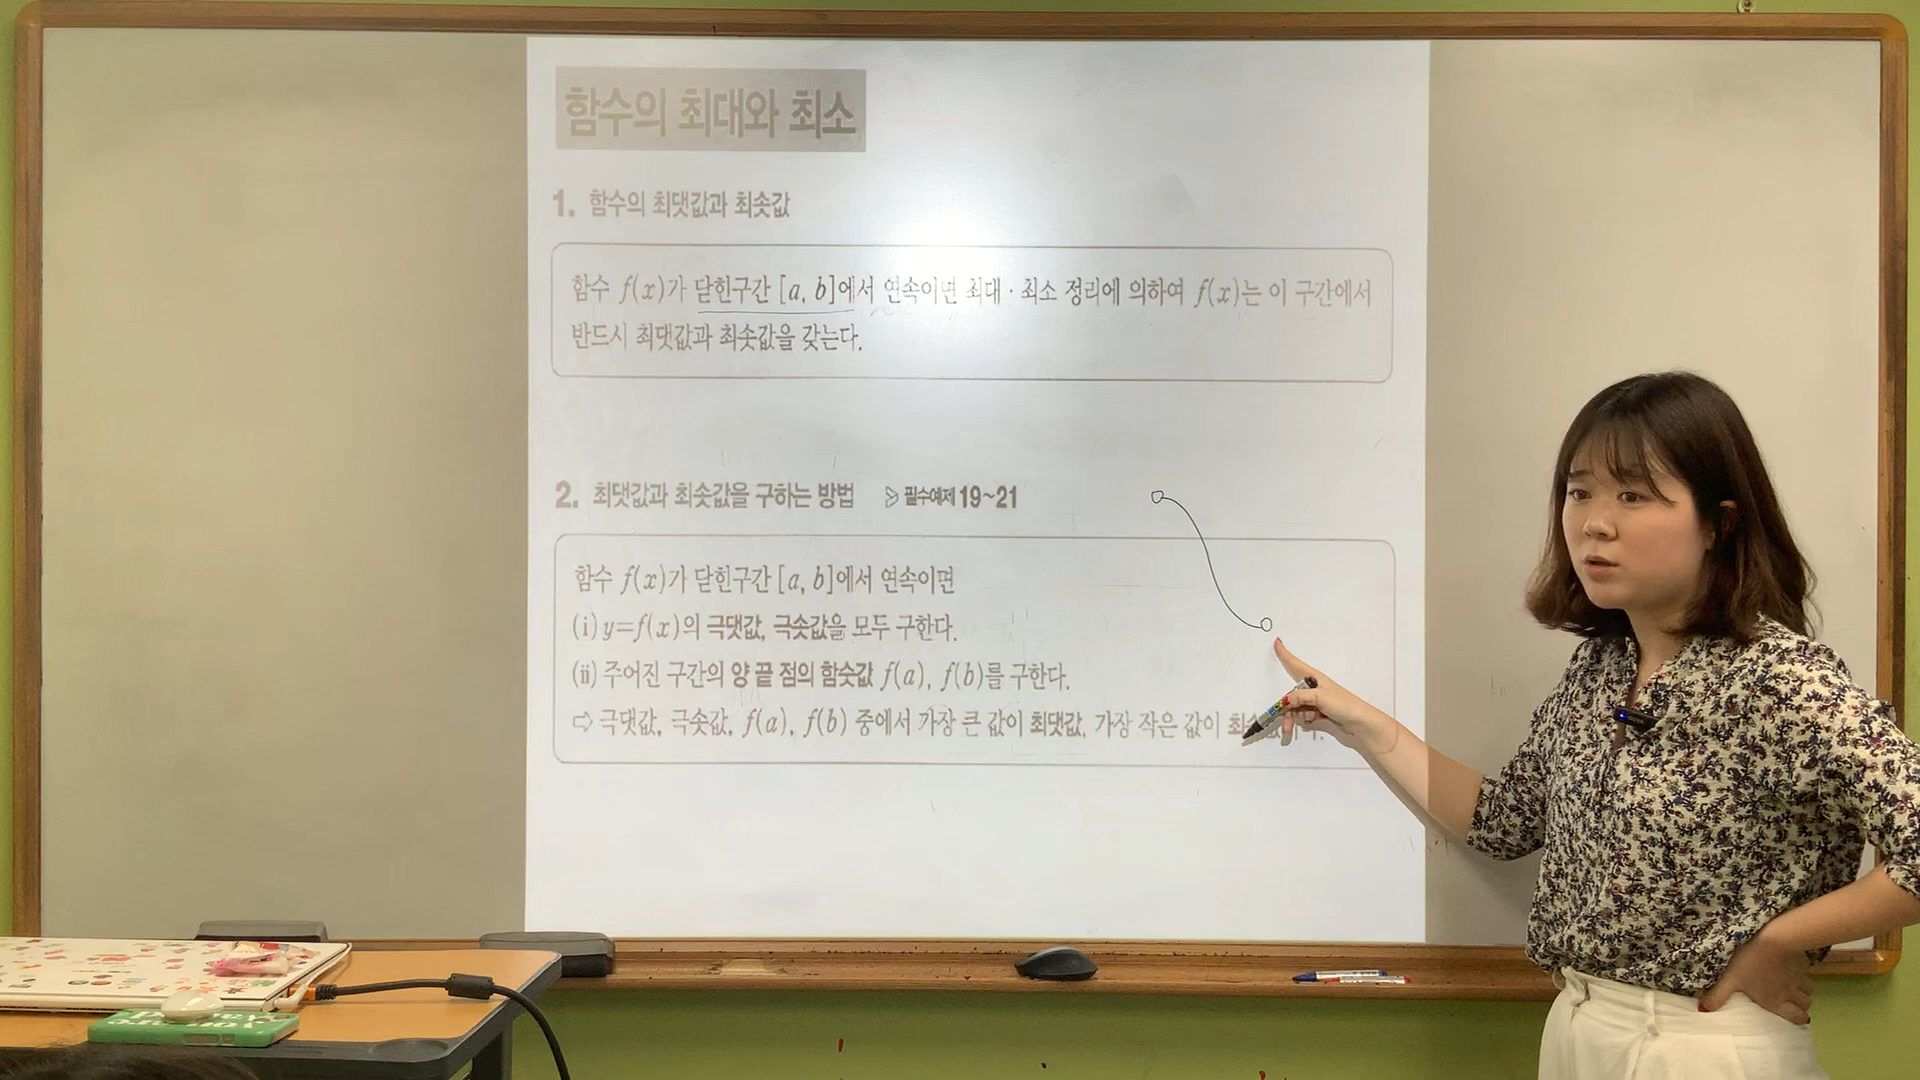 함수의 최대와 최소
1. 함수의 최댓값과 최솟값
함수 f(x)가 닫힌구간 [a, b]에서 연속이면 최대·최소 정리에 의하여 f(x)는 이 구간에서
반드시 최댓값과 최솟값을 갖는다.
2. 최댓값과 최솟값을 구하는 방법 필수예제 19~21
함수 f(x)가 닫힌구간 [a, b]에서 연속이면
(i) y=f(x)의 극댓값, 극솟값을 모두 구한다.
(ii) 주어진 구간의 양 끝 점의 함숫값 f(a), f(b)를 구한다.
⇨ 극댓값, 극솟값, f(a), f(b) 중에서 가장 큰 값이 최댓값, 가장 작은 값이